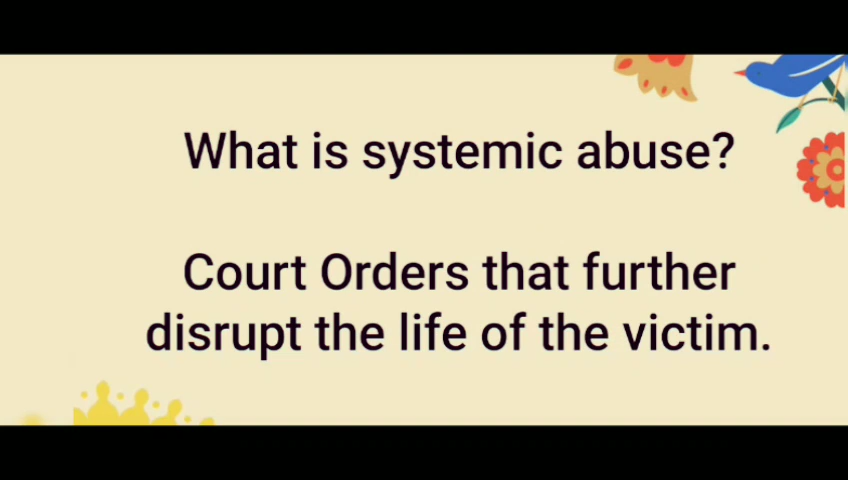 What is systemic abuse?
Court Orders that further
disrupt the life of the victim.